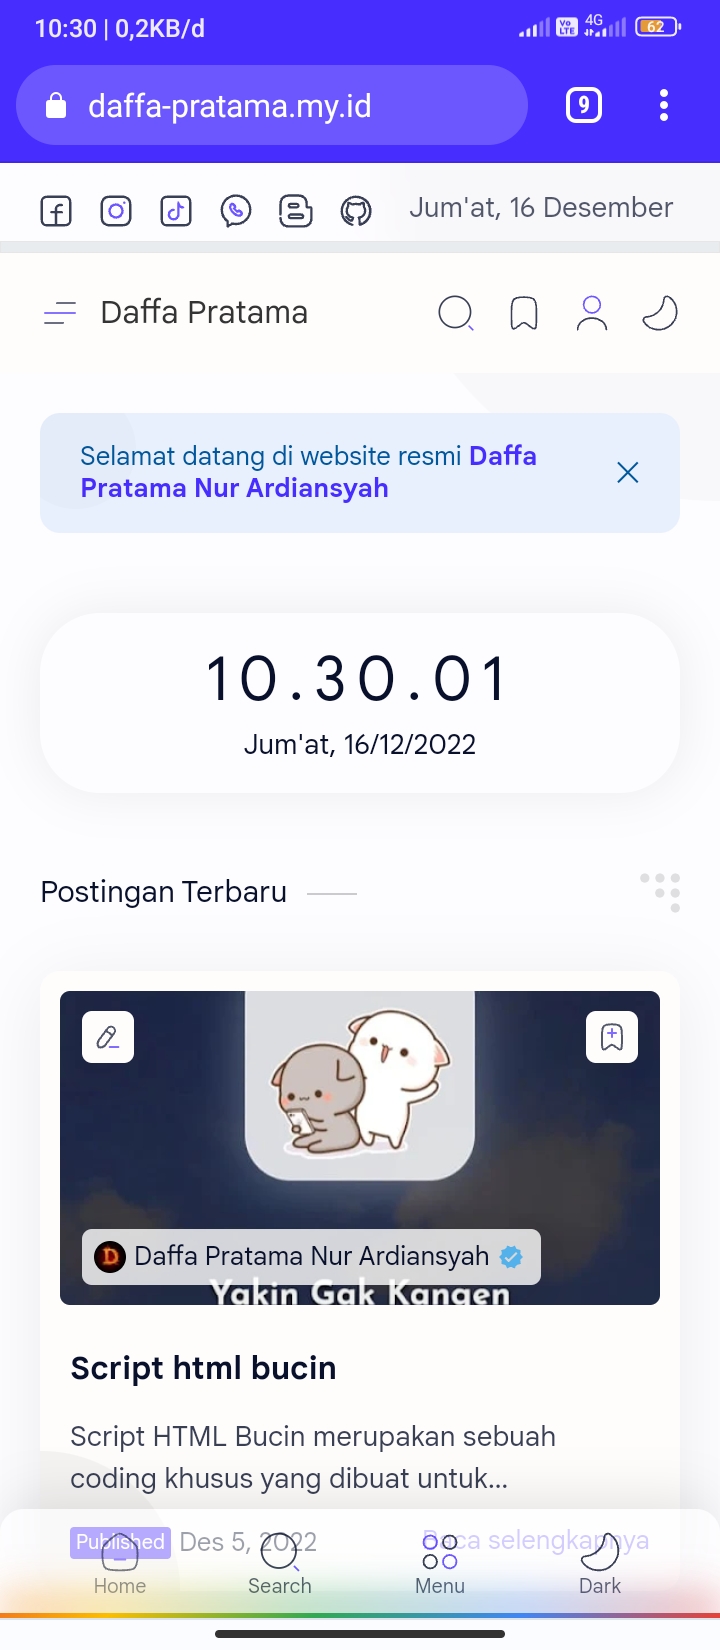 10:30 | 0,2KB/d
Vo LTE 4G 62
daffa-pratama.my.id
9
Jum'at, 16 Desember
Daffa Pratama
Selamat datang di website resmi Daffa
Pratama Nur Ardiansyah
10.30.01
Jum'at, 16/12/2022
Postingan Terbaru
D Daffa Pratama Nur Ardiansyah
Yakin Gak Kangen
Script html bucin
Script HTML Bucin merupakan sebuah
coding khusus yang dibuat untuk...
Published Des 5, 2022 Baca selengkapnya
Home Search Menu Dark